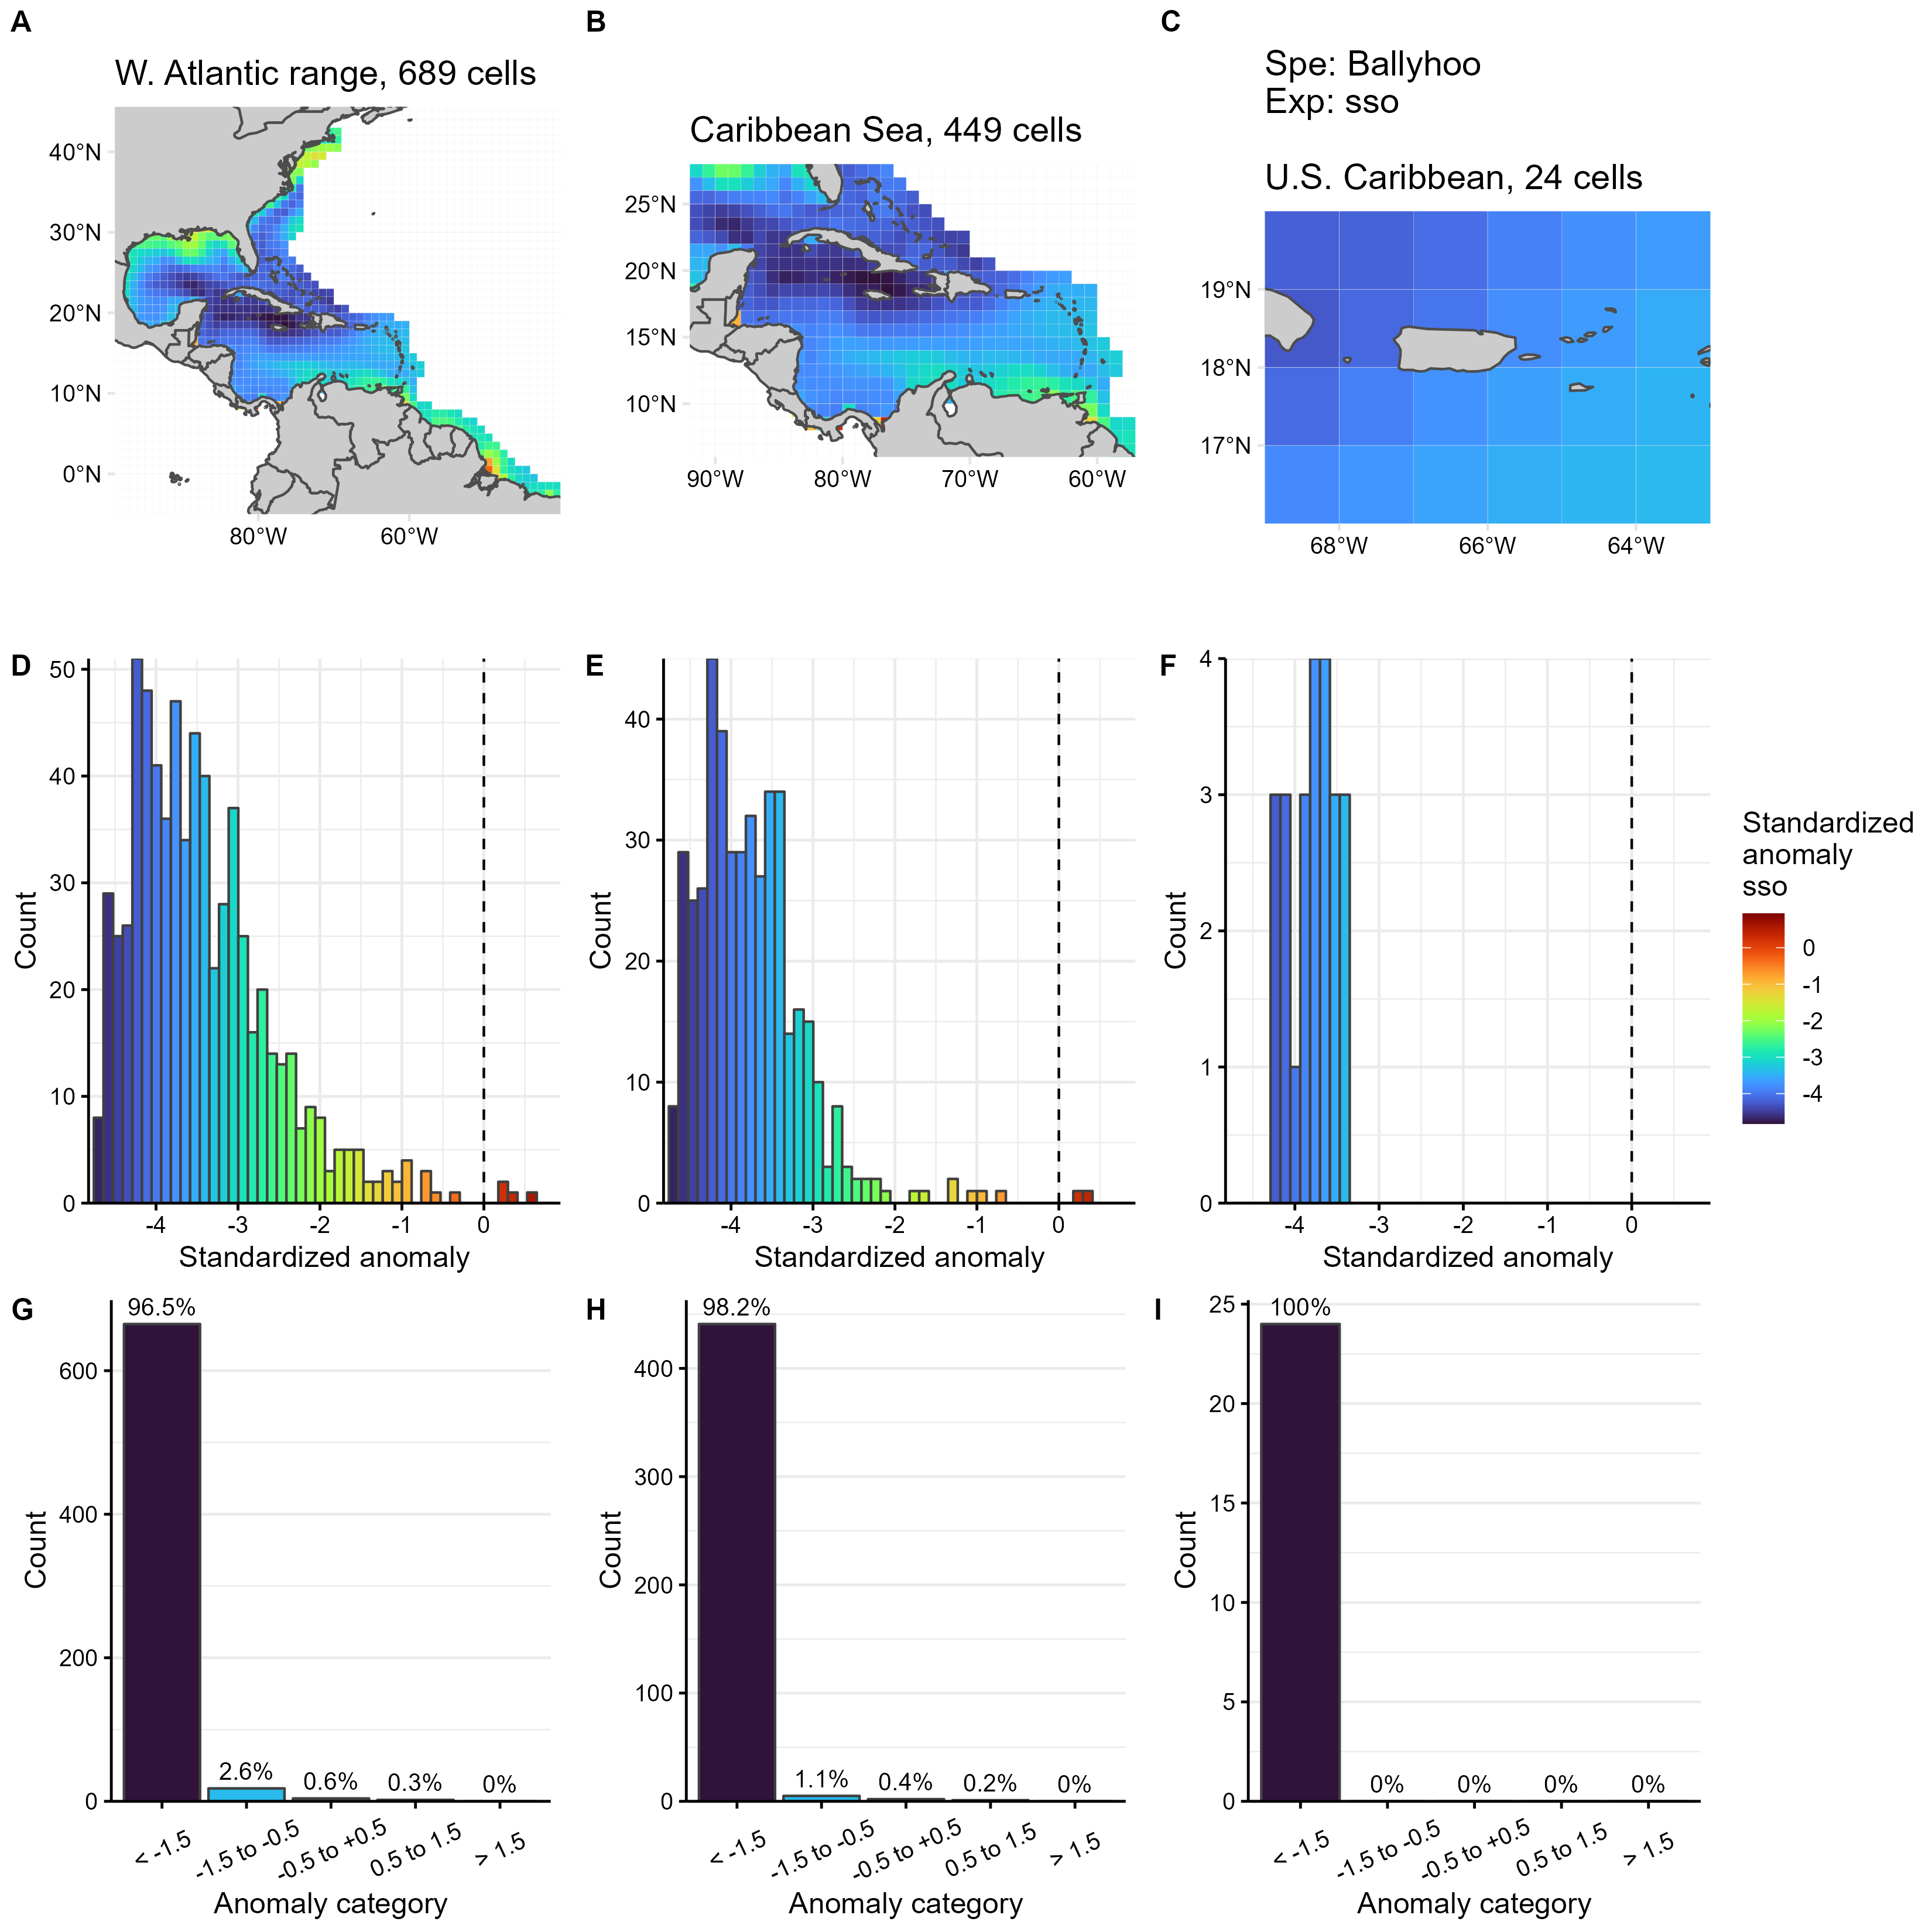 A
B
C
W. Atlantic range, 689 cells
Caribbean Sea, 449 cells
Spe: Ballyhoo
Exp: sso
U.S. Caribbean, 24 cells
40°N
30°N
20°N
10°N
0°N
80°W
60°W
25°N
20°N
15°N
10°N
90°W
80°W
70°W
60°W
19°N
18°N
17°N
68°W
66°W
64°W
D
50
40
30
20
10
0
Count
-4
-3
-2
-1
0
Standardized anomaly
E
40
30
20
10
0
Count
-4
-3
-2
-1
0
Standardized anomaly
F
4
3
2
1
0
Count
-4
-3
-2
-1
0
Standardized anomaly
Standardized
anomaly
sso
0
-1
-2
-3
-4
G
96.5%
2.6%
0.6%
0.3%
0%
600
400
200
0
Count
< -1.5
-1.5 to -0.5
-0.5 to +0.5
0.5 to 1.5
> 1.5
Anomaly category
H
98.2%
1.1%
0.4%
0.2%
0%
400
300
200
100
0
Count
< -1.5
-1.5 to -0.5
-0.5 to +0.5
0.5 to 1.5
> 1.5
Anomaly category
I
100%
0%
0%
0%
0%
25
20
15
10
5
0
Count
< -1.5
-1.5 to -0.5
-0.5 to +0.5
0.5 to 1.5
> 1.5
Anomaly category